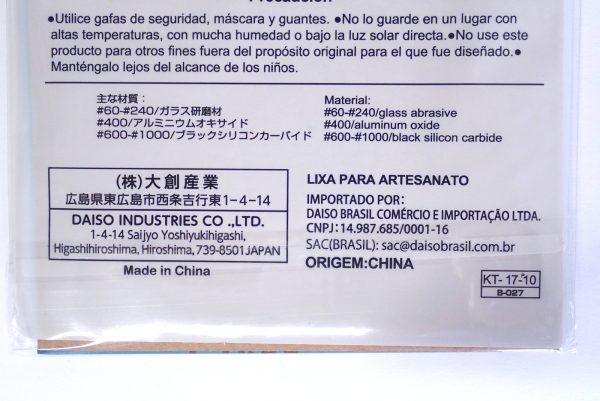 Precaución
●Utilice gafas de seguridad, máscara y guantes. ●No lo guarde en un lugar con
altas temperaturas, con mucha humedad o bajo la luz solar directa.●No use este
producto para otros fines fuera del propósito original para el que fue diseñado.●
Manténgalo lejos del alcance de los niños.
主な材質：
#60-#240/ガラス研磨材
#400/アルミニウムオキサイド
#600-#1000/ブラックシリコンカーバイド
Material:
#60-#240/glass abrasive
#400/aluminum oxide
#600-#1000/black silicon carbide
(株)大創産業
広島県東広島市西条吉行東1-4-14
DAISO INDUSTRIES CO .,LTD.
1-4-14 Saijyo Yoshiyukihigashi,
Higashihiroshima, Hiroshima, 739-8501 JAPAN
Made in China
LIXA PARA ARTESANATO
IMPORTADO POR:
DAISO BRASIL COMÉRCIO E IMPORTAÇÃO LTDA.
CNPJ: 14.987.685/0001-16
SAC(BRASIL): sac@daisobrasil.com.br
ORIGEM:CHINA
KT- 17-10
B-027